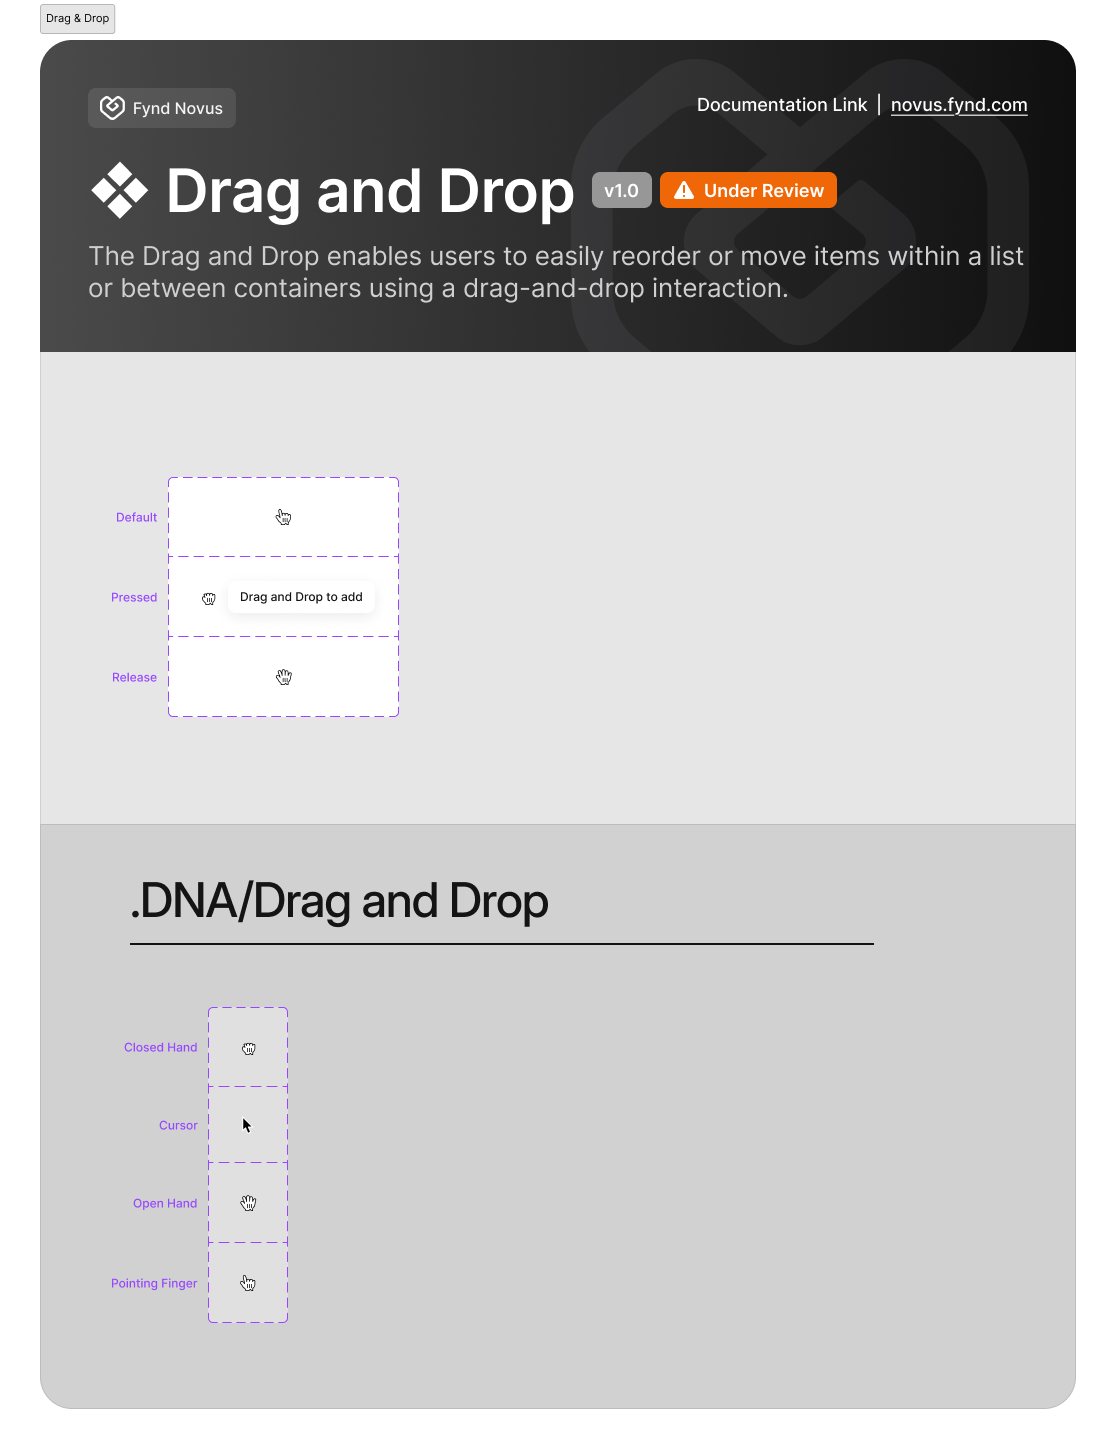 Drag & Drop
Fynd Novus
Documentation Link | novus.fynd.com
Drag and Drop v1.0 Under Review
The Drag and Drop enables users to easily reorder or move items within a list
or between containers using a drag-and-drop interaction.
Default
Pressed
Drag and Drop to add
Release
.DNA/Drag and Drop
Closed Hand
Cursor
Open Hand
Pointing Finger